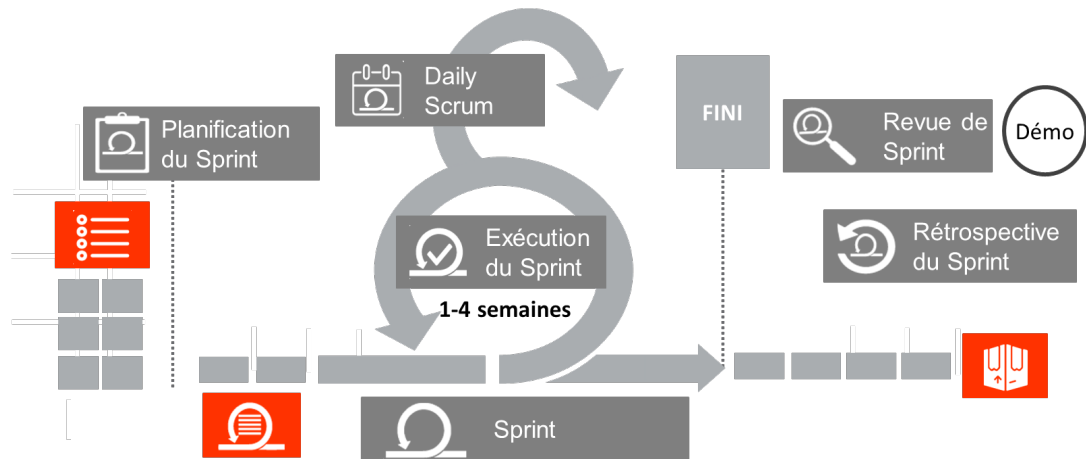 Daily
Scrum
Planification
du Sprint
FINI
Revue de
Sprint
Démo
Exécution
du Sprint
1-4 semaines
Rétrospective
du Sprint
Sprint